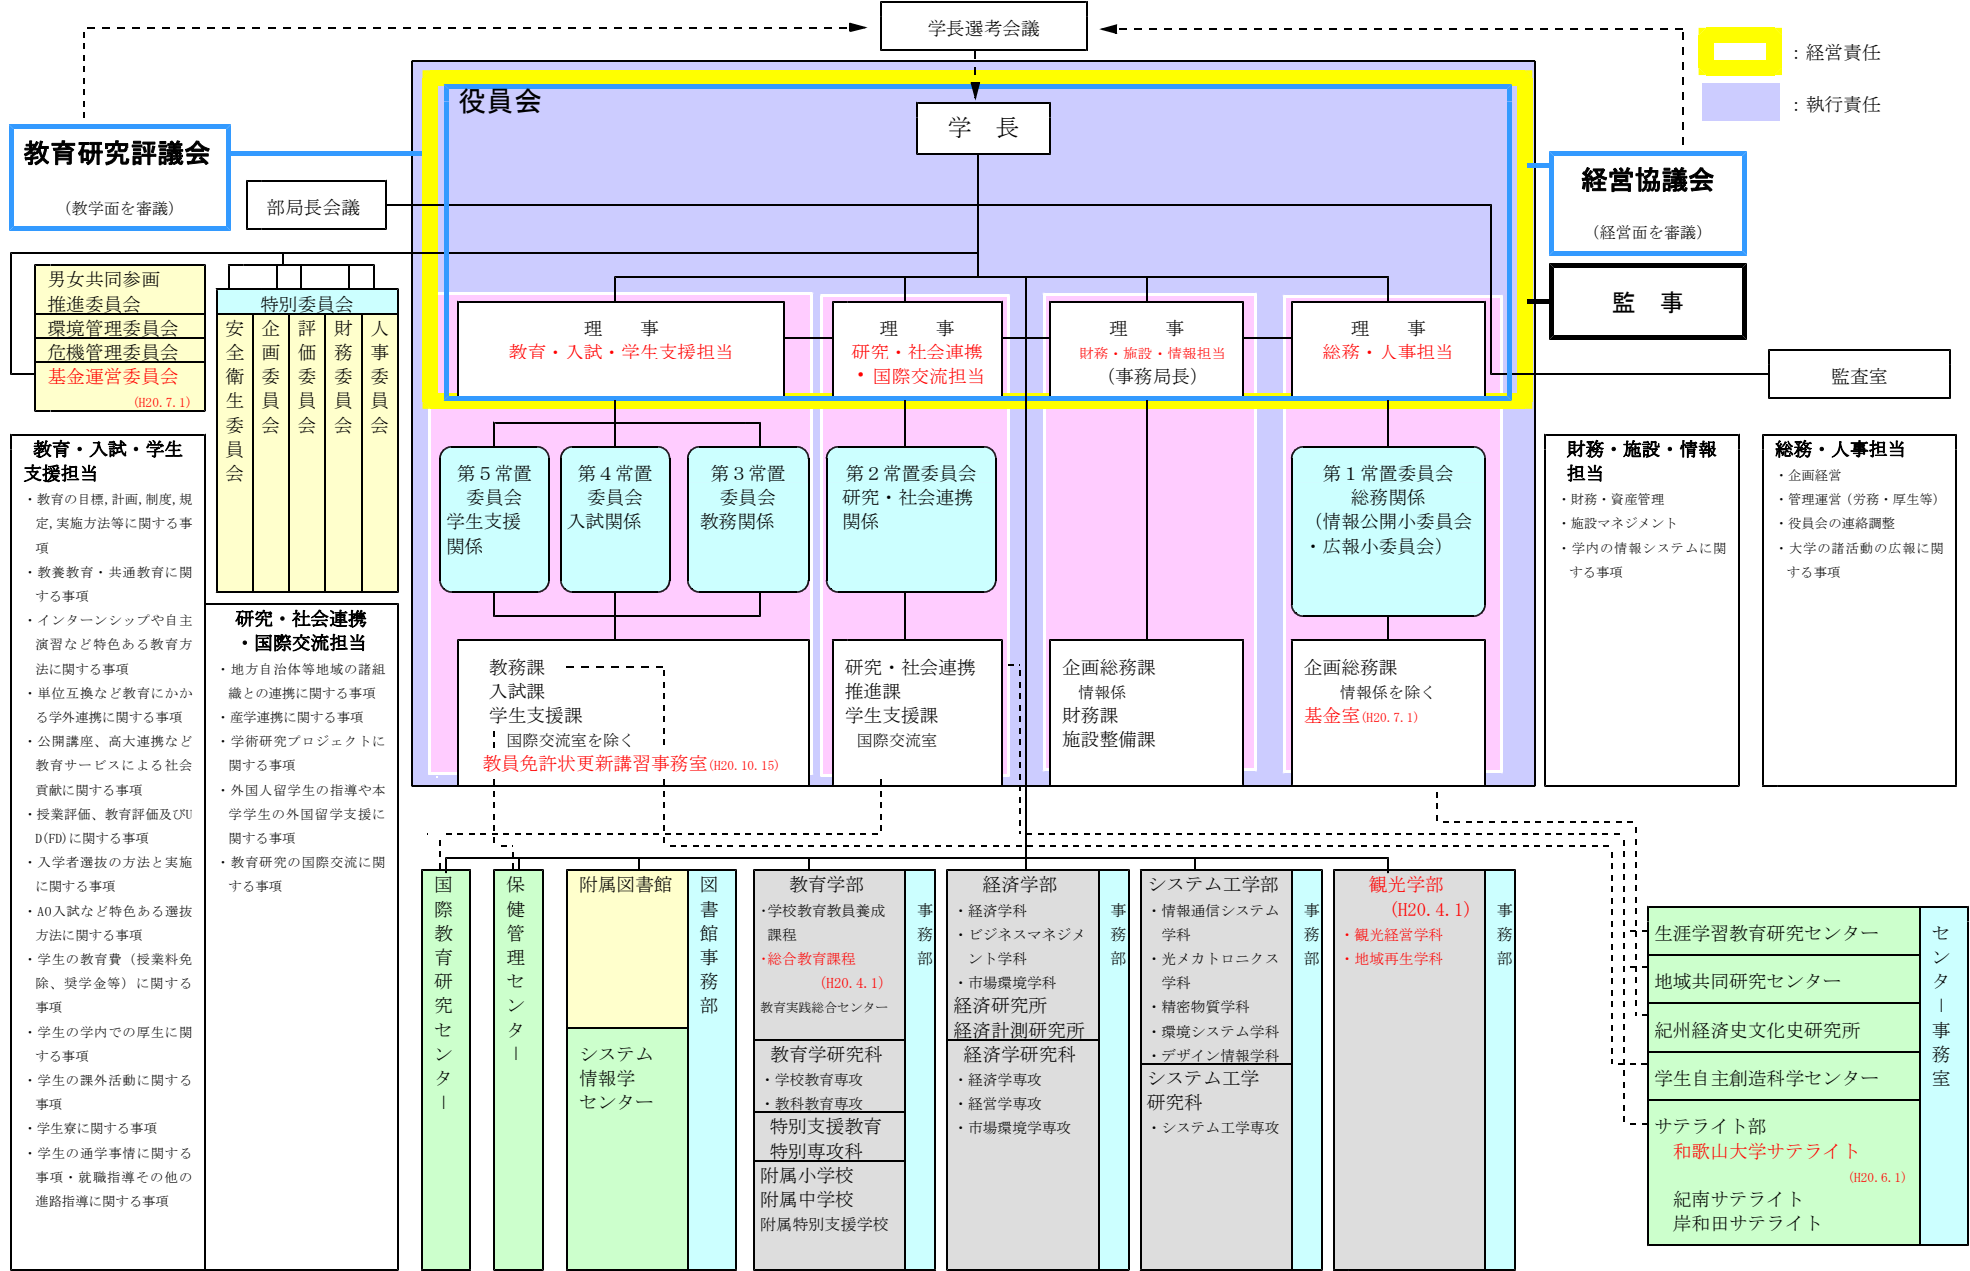 学長選考会議
：経営責任
：執行責任
役員会
学　長
教育研究評議会
（教学面を審議）
部局長会議
経営協議会
（経営面を審議）
監　事
監査室
男女共同参画
推進委員会
環境管理委員会
危機管理委員会
基金運営委員会
(H20.7.1)
特別委員会
安全衛生委員会
企画委員会
評価委員会
財務委員会
人事委員会
理　　事
教育・入試・学生支援担当
理　　事
研究・社会連携
・国際交流担当
理　　事
財務・施設・情報担当
（事務局長）
理　　事
総務・人事担当
第５常置
委員会
学生支援
関係
第４常置
委員会
入試関係
第３常置
委員会
教務関係
第２常置委員会
研究・社会連携
関係
第１常置委員会
総務関係
（情報公開小委員会
・広報小委員会）
教務課
入試課
学生支援課
国際交流室を除く
教員免許状更新講習事務室(H20.10.15)
研究・社会連携
推進課
学生支援課
国際交流室
企画総務課
情報係
財務課
施設整備課
企画総務課
情報係を除く
基金室(H20.7.1)
教育・入試・学生
支援担当
・教育の目標,計画,制度,規
定,実施方法等に関する事
項
・教養教育・共通教育に関
する事項
・インターンシップや自主
演習など特色ある教育方
法に関する事項
・単位互換など教育にかか
る学外連携に関する事項
・公開講座、高大連携など
教育サービスによる社会
貢献に関する事項
・授業評価、教育評価及びU
D(FD)に関する事項
・入学者選抜の方法と実施
に関する事項
・AO入試など特色ある選抜
方法に関する事項
・学生の教育費（授業料免
除、奨学金等）に関する
事項
・学生の学内での厚生に関
する事項
・学生の課外活動に関する
事項
・学生寮に関する事項
・学生の通学事情に関する
事項・就職指導その他の
進路指導に関する事項
研究・社会連携
・国際交流担当
・地方自治体等地域の諸組
織との連携に関する事項
・産学連携に関する事項
・学術研究プロジェクトに
関する事項
・外国人留学生の指導や本
学学生の外国留学支援に
関する事項
・教育研究の国際交流に関
する事項
財務・施設・情報
担当
・財務・資産管理
・施設マネジメント
・学内の情報システムに関
する事項
総務・人事担当
・企画経営
・管理運営（労務・厚生等）
・役員会の連絡調整
・大学の諸活動の広報に関
する事項
国際教育研究センター
保健管理センター
附属図書館
システム
情報学
センター
図書館事務部
教育学部
・学校教育教員養成
課程
・総合教育課程
(H20.4.1)
教育実践総合センター
教育学研究科
・学校教育専攻
・教科教育専攻
特別支援教育
特別専攻科
附属小学校
附属中学校
附属特別支援学校
事務部
経済学部
・経済学科
・ビジネスマネジメ
ント学科
・市場環境学科
経済研究所
経済計測研究所
経済学研究科
・経済学専攻
・経営学専攻
・市場環境学専攻
事務部
システム工学部
・情報通信システム
学科
・光メカトロニクス
学科
・精密物質学科
・環境システム学科
・デザイン情報学科
システム工学
研究科
・システム工学専攻
事務部
観光学部
(H20.4.1)
・観光経営学科
・地域再生学科
事務部
生涯学習教育研究センター
地域共同研究センター
紀州経済史文化史研究所
学生自主創造科学センター
サテライト部
和歌山大学サテライト
(H20.6.1)
紀南サテライト
岸和田サテライト
センター事務室